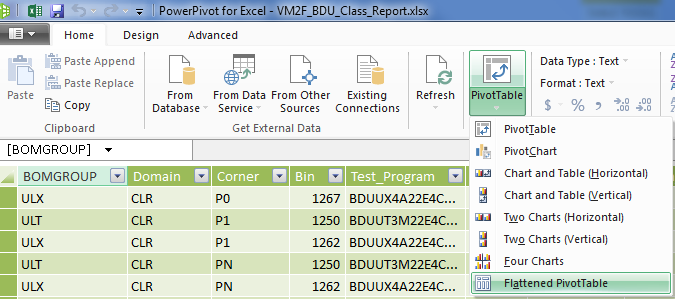 PowerPivot for Excel - VM2F_BDU_Class_Report.xlsx
Home Design Advanced
Paste
Paste Append
Paste Replace
Copy
Clipboard
From Database
From Data Service
From Other Sources
Existing Connections
Get External Data
Refresh
PivotTable
Data Type : Text
Format : Text
$ % , .00
[BOMGROUP]
BOMGROUP Domain Corner Bin Test_Program
ULX CLR P0 1267 BDUUX4A22E4C...
ULT CLR P1 1250 BDUUT3M22E4C...
ULX CLR P1 1262 BDUUX4A22E4C...
ULT CLR PN 1250 BDUUT3M22E4C...
ULX CLR PN 1262 BDUUX4A22E4C...
PivotTable
PivotChart
Chart and Table (Horizontal)
Chart and Table (Vertical)
Two Charts (Horizontal)
Two Charts (Vertical)
Four Charts
Flattened PivotTable